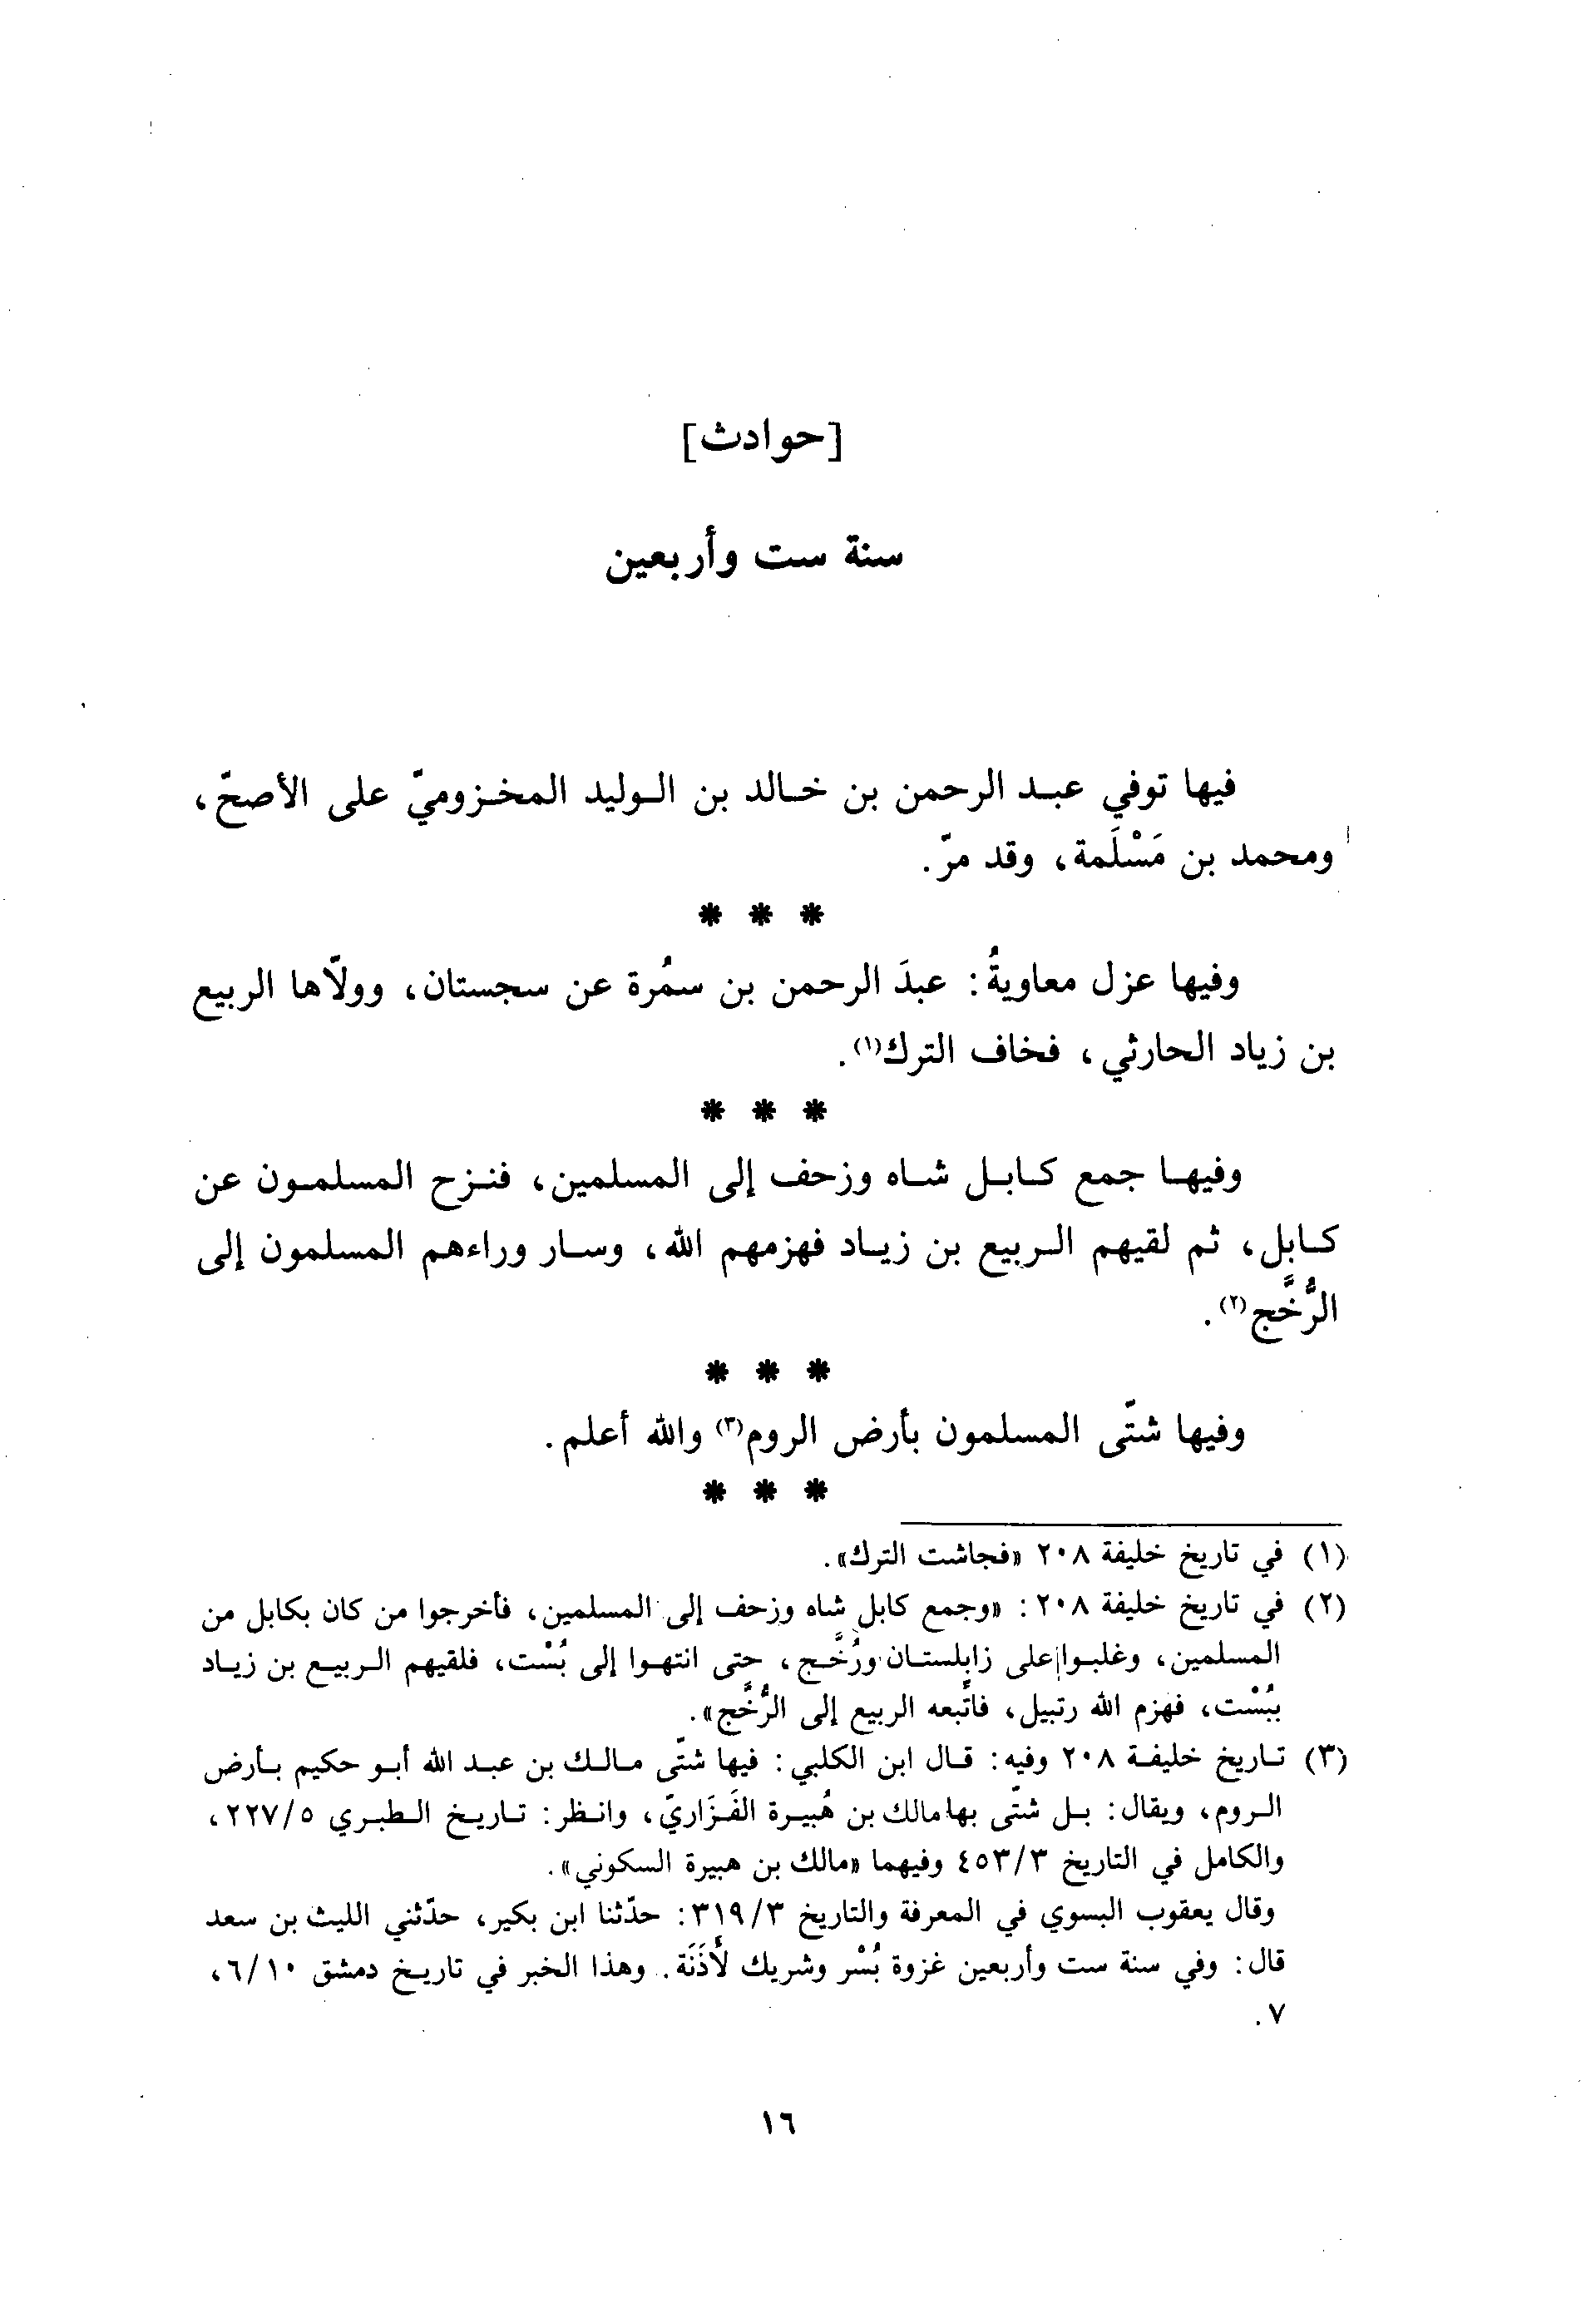 [حوادث]
سنة ست وأربعين
فيها توفي عبد الرحمن بن خالد بن الوليد المخزوميّ على الأصحّ،
ومحمد بن مَسْلَمة، وقد مرّ.
* * *
وفيها عزل معاويةُ: عبدَ الرحمن بن سمُرة عن سجستان، وولّاها الربيع
بن زياد الحارثي، فخاف الترك(١).
* * *
وفيها جمع كابل شاه وزحف إلى المسلمين، فنزح المسلمون عن
كابل، ثم لقيهم الربيع بن زياد فهزمهم الله، وسار وراءهم المسلمون إلى
الرُّخَّج(٢).
* * *
وفيها شتّى المسلمون بأرض الروم(٣) والله أعلم.
* * *
(١) في تاريخ خليفة ٢٠٨ «فجاشت الترك».
(٢) في تاريخ خليفة ٢٠٨: «وجمع كابل شاه وزحف إلى المسلمين، فأخرجوا من كان بكابل من
المسلمين، وغلبوا على زابلستان ورُخَّج، حتى انتهوا إلى بُسْت، فلقيهم الربيع بن زياد
ببُسْت، فهزم الله رتبيل، فاتّبعه الربيع إلى الرُّخَّج».
(٣) تاريخ خليفة ٢٠٨ وفيه: قال ابن الكلبي: فيها شتّى مالك بن عبد الله أبو حكيم بأرض
الروم، ويقال: بل شتّى بها مالك بن هُبيرة الفَزَاريّ، وانظر: تاريخ الطبري ٢٢٧/٥،
والكامل في التاريخ ٤٥٣/٣ وفيهما «مالك بن هبيرة السكوني».
وقال يعقوب البسوي في المعرفة والتاريخ ٣١٩/٣: حدّثنا ابن بكير، حدّثني الليث بن سعد
قال: وفي سنة ست وأربعين غزوة بُسْر وشريك لأَذَنَة. وهذا الخبر في تاريخ دمشق ٦/١٠،
٧.
١٦